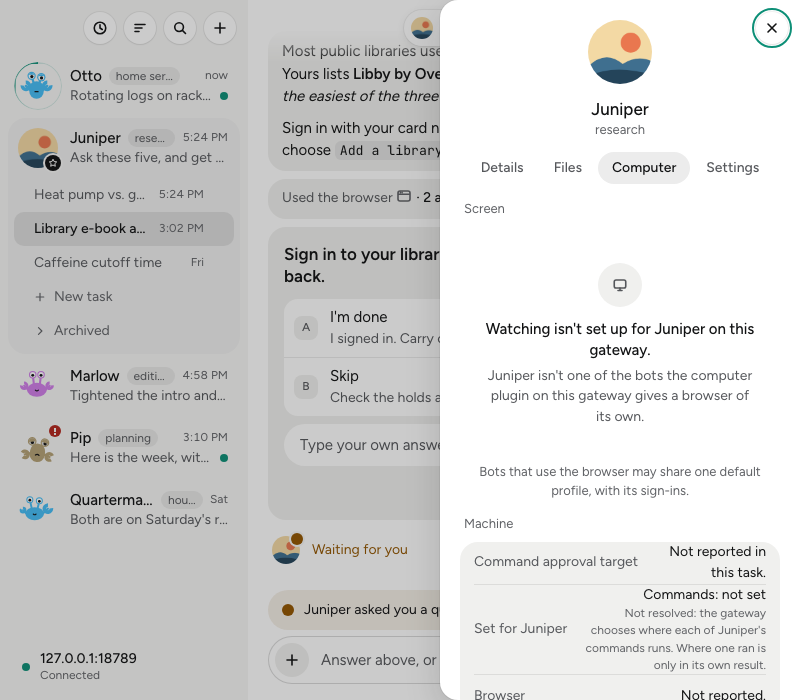 Otto home ser... now
Rotating logs on rack...
Juniper rese... 5:24 PM
Ask these five, and get ...
Heat pump vs. g... 5:24 PM
Library e-book a... 3:02 PM
Caffeine cutoff time Fri
New task
Archived
Marlow editi... 4:58 PM
Tightened the intro and...
Pip planning 3:10 PM
Here is the week, wit...
Quarterma... hou... Sat
Both are on Saturday's r...
127.0.0.1:18789
Connected
Most public libraries use
Yours lists Libby by Ove
the easiest of the three
Sign in with your card n
choose Add a library
Used the browser · 2 a
Sign in to your librar
back.
A I'm done
I signed in. Carry o
B Skip
Check the holds a
Type your own answe
Waiting for you
Juniper asked you a q
Answer above, or
Juniper
research
Details Files Computer Settings
Screen
Watching isn't set up for Juniper on this
gateway.
Juniper isn't one of the bots the computer
plugin on this gateway gives a browser of
its own.
Bots that use the browser may share one default
profile, with its sign-ins.
Machine
Command approval target Not reported in
this task.
Set for Juniper Commands: not set
Not resolved: the gateway
chooses where each of Juniper's
commands runs. Where one ran is
only in its own result.
Browser Not reported.